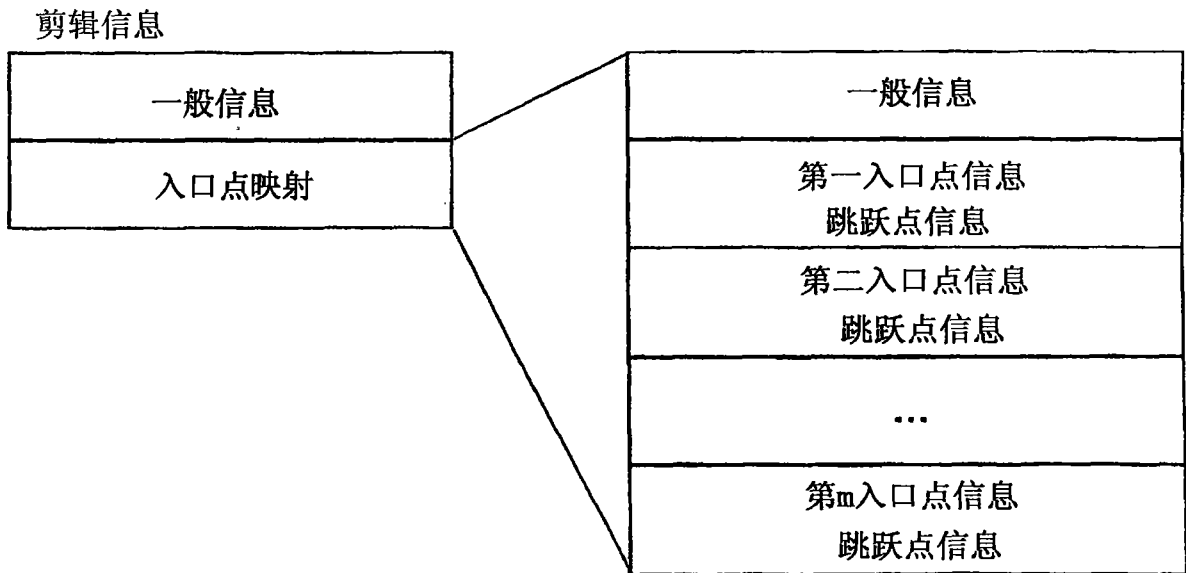 剪辑信息
一般信息
入口点映射
一般信息
第一入口点信息
跳跃点信息
第二入口点信息
跳跃点信息
...
第m入口点信息
跳跃点信息